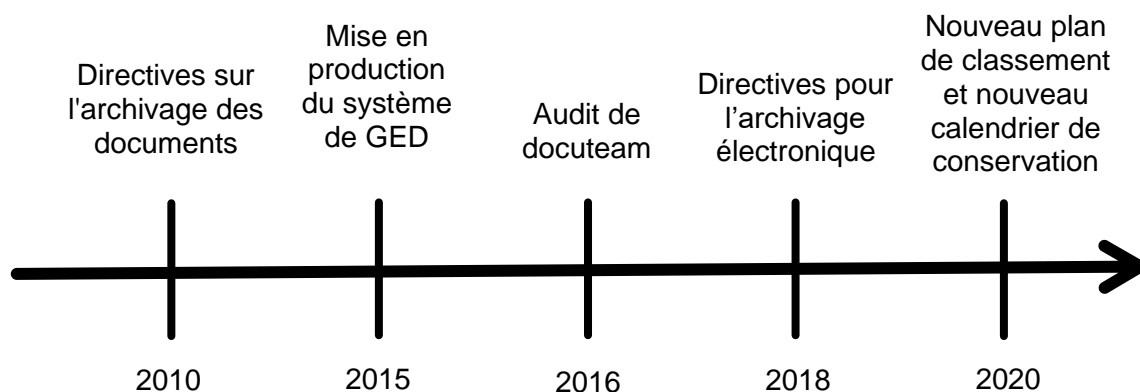 Directives sur
l'archivage des
documents
Mise en
production
du système
de GED
Audit de
docuteam
Directives pour
l’archivage
électronique
Nouveau plan
de classement
et nouveau
calendrier de
conservation
2010
2015
2016
2018
2020